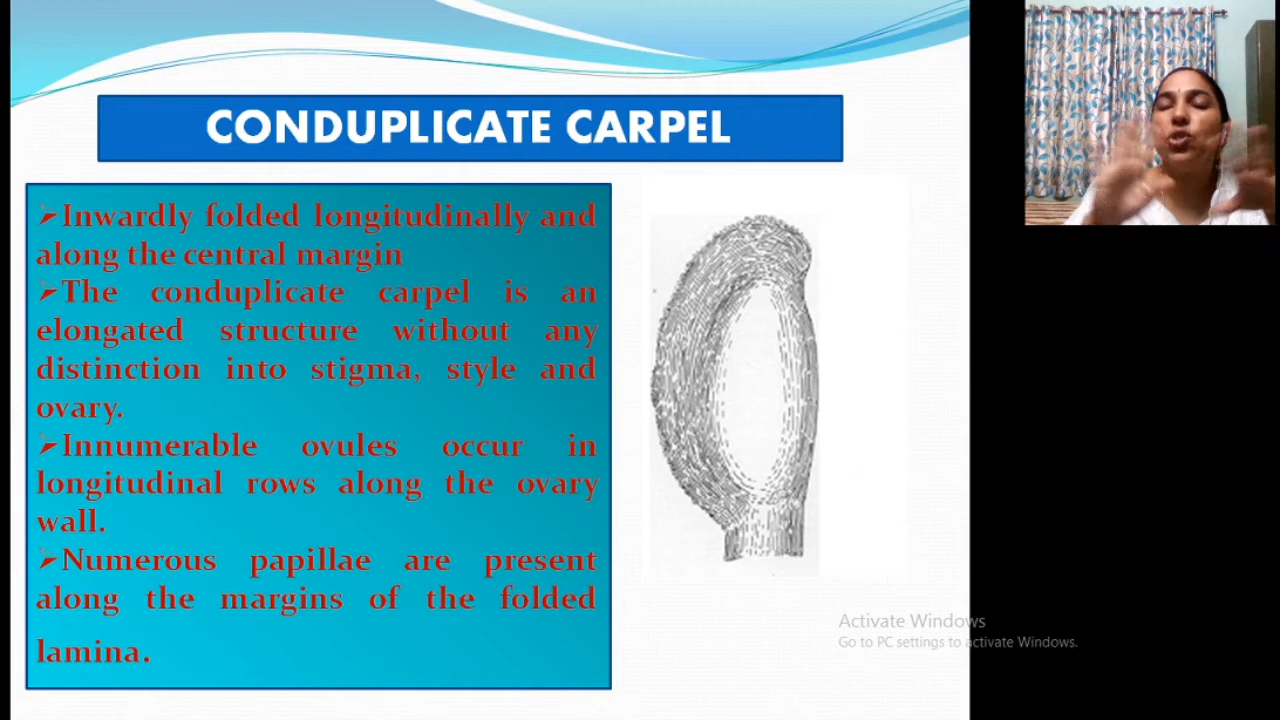 CONDUPLICATE CARPEL
➢Inwardly folded longitudinally and
along the central margin
➢The conduplicate carpel is an
elongated structure without any
distinction into stigma, style and
ovary.
➢Innumerable ovules occur in
longitudinal rows along the ovary
wall.
➢Numerous papillae are present
along the margins of the folded
lamina.
Activate Windows
Go to PC settings to activate Windows.